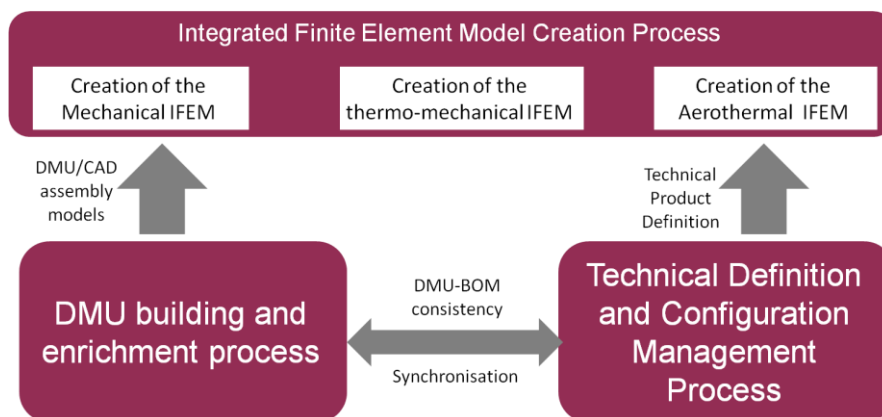 Integrated Finite Element Model Creation Process
Creation of the
Mechanical IFEM
Creation of the
thermo-mechanical IFEM
Creation of the
Aerothermal IFEM
DMU/CAD
assembly
models
Technical
Product
Definition
DMU building and
enrichment process
DMU-BOM
consistency
Synchronisation
Technical Definition
and Configuration
Management
Process